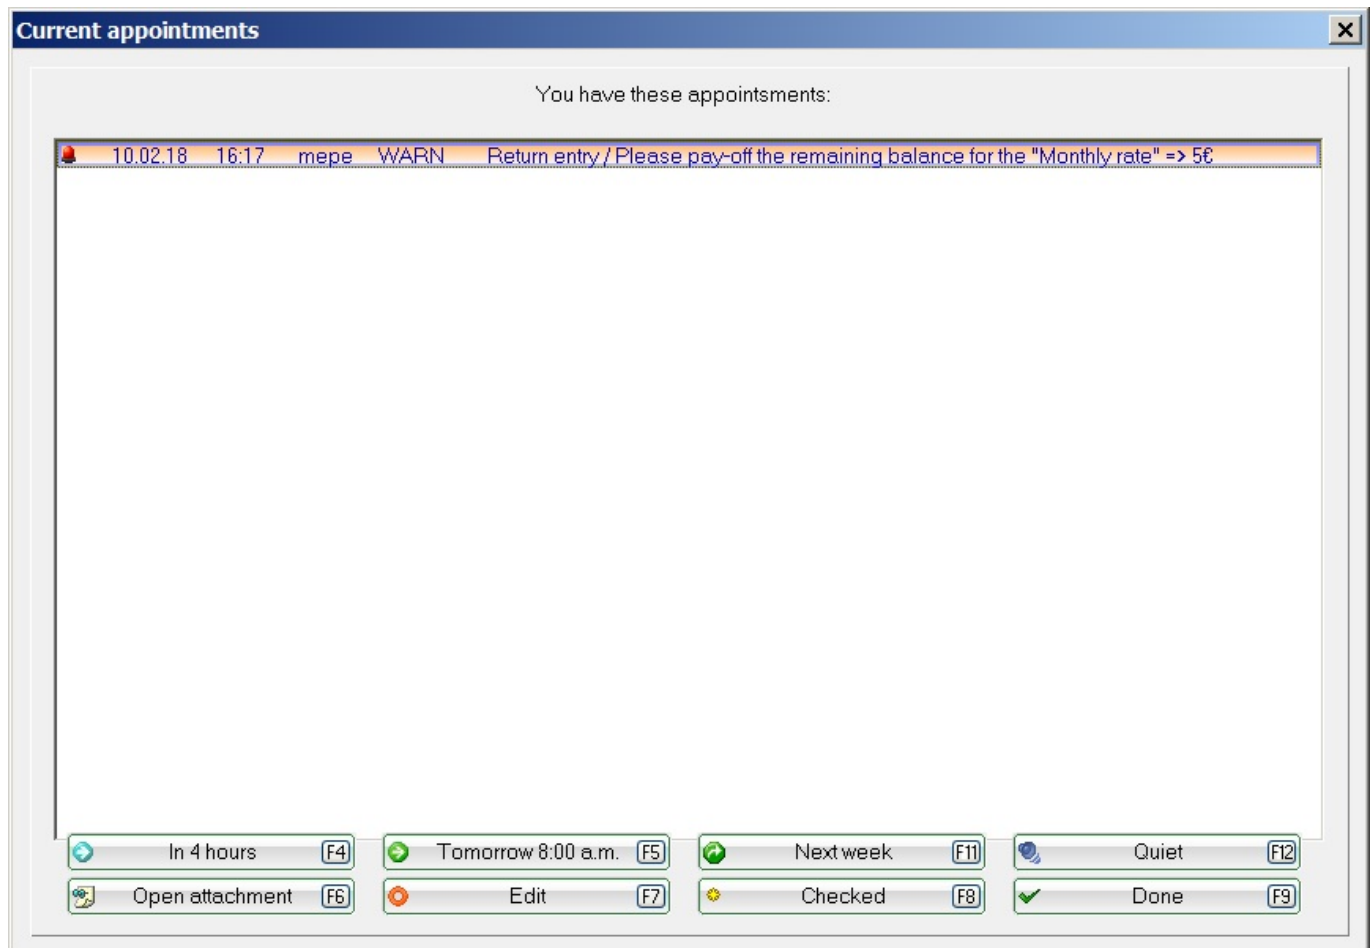 Current appointments
You have these appointsments:
10.02.18 16:17 mepe WARN Return entry / Please pay-off the remaining balance for the "Monthly rate" => 5€
In 4 hours F4 Tomorrow 8:00 a.m. F5 Next week F11 Quiet F12
Open attachment F6 Edit F7 Checked F8 Done F9